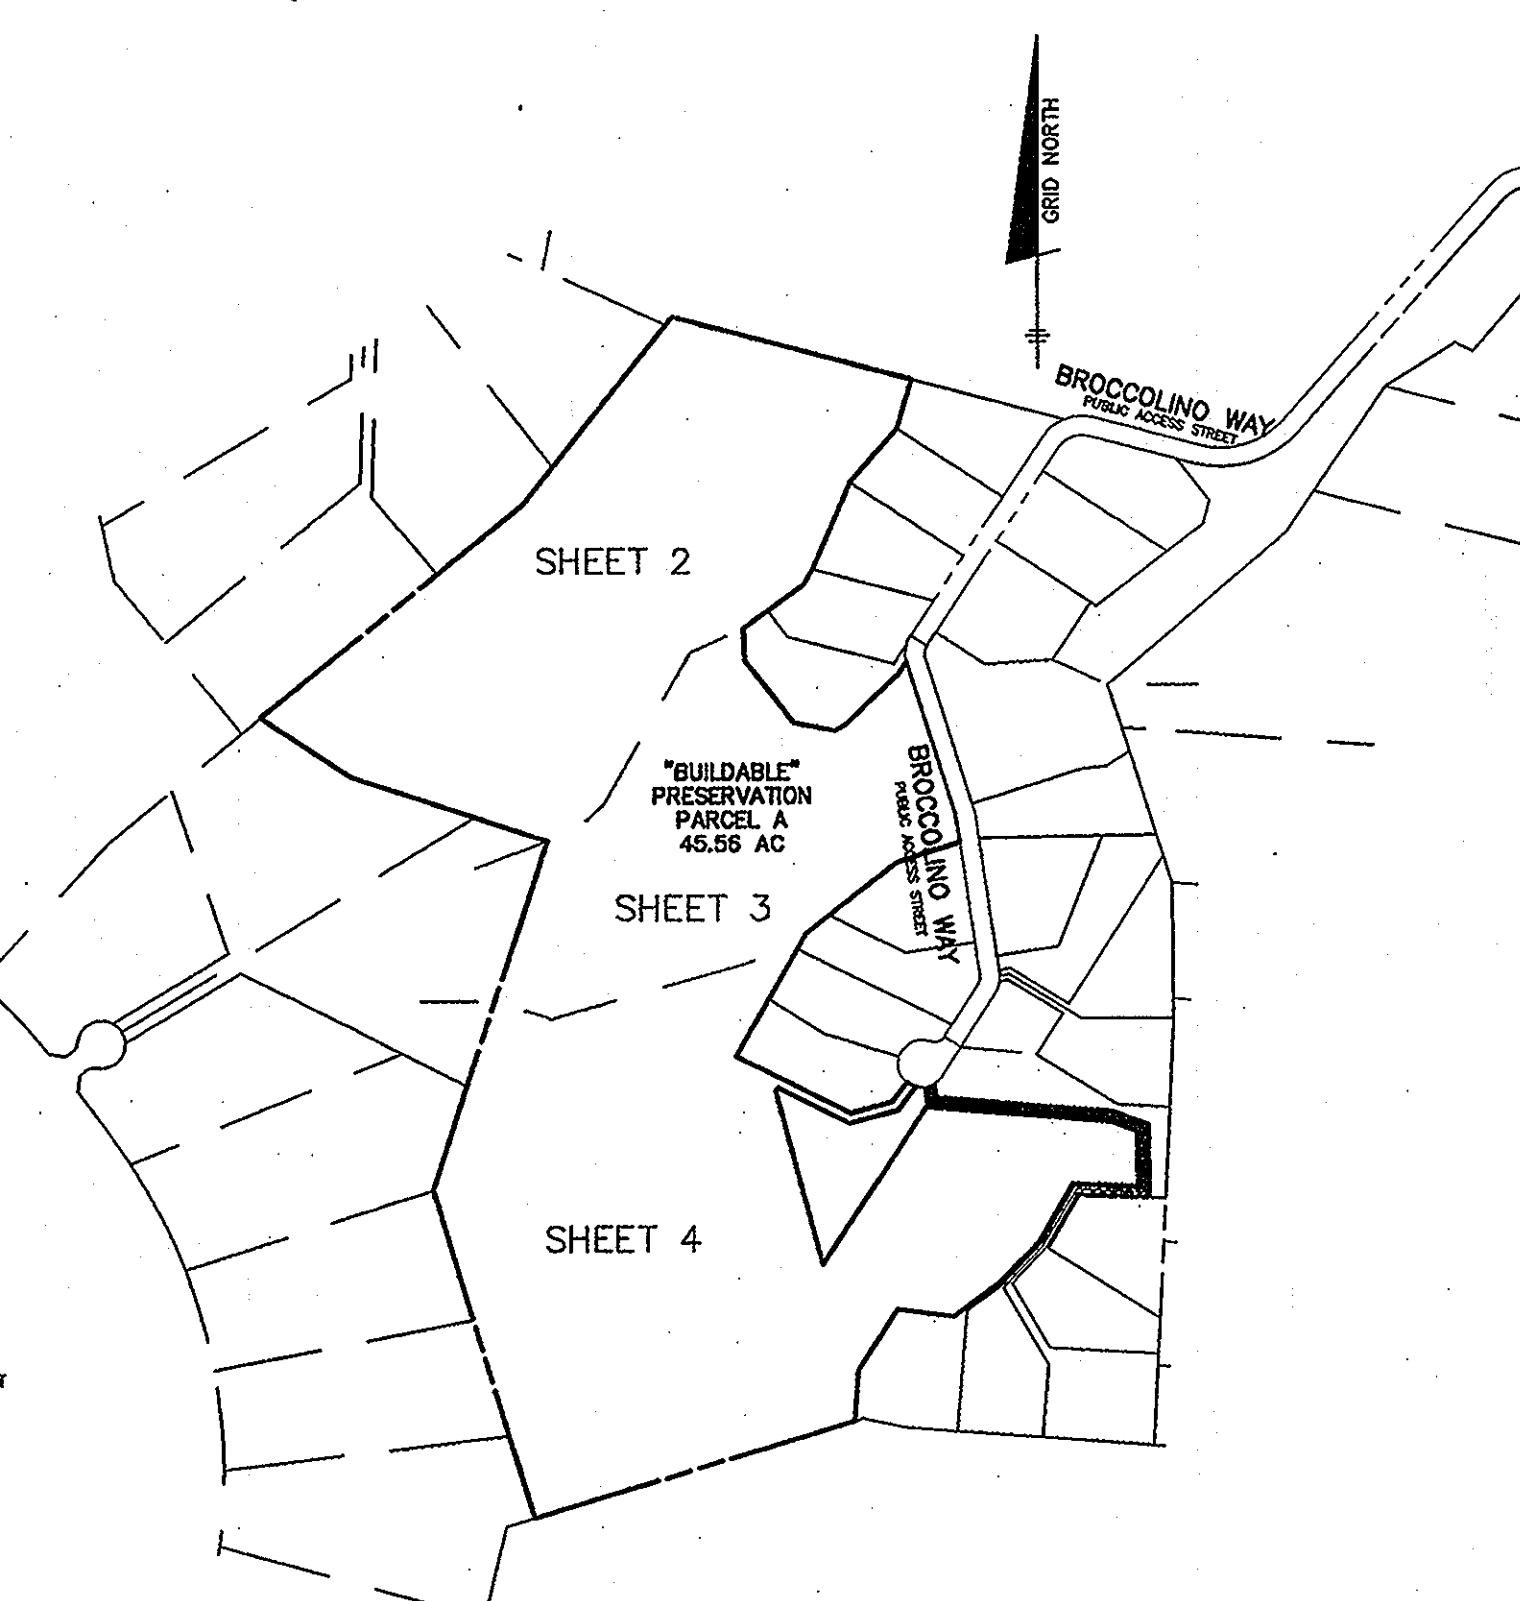 GRID NORTH
BROCCOLINO WAY
PUBLIC ACCESS STREET
SHEET 2
"BUILDABLE"
PRESERVATION
PARCEL A
45.56 AC
BROCCOLINO WAY
PUBLIC ACCESS STREET
SHEET 3
SHEET 4